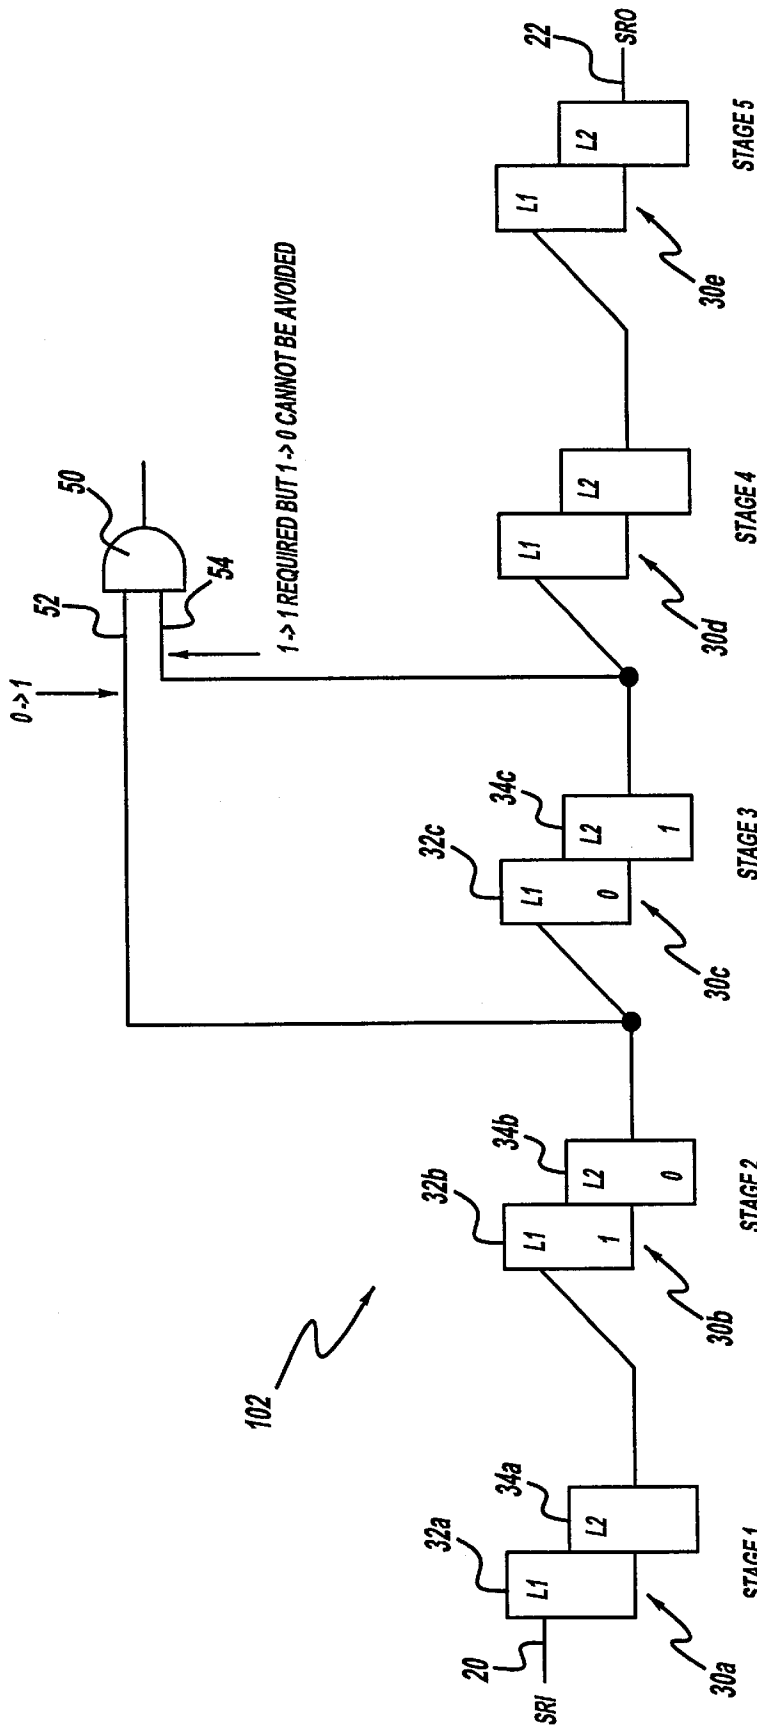 0 -> 1
52
50
54
1 -> 1 REQUIRED BUT 1 -> 0 CANNOT BE AVOIDED
102
SRI
20
32a
L1
34a
L2
30a
STAGE 1
32b
L1
1
34b
L2
0
30b
STAGE 2
32c
L1
0
34c
L2
1
30c
STAGE 3
L1
L2
30d
STAGE 4
L1
L2
30e
STAGE 5
22
SRO